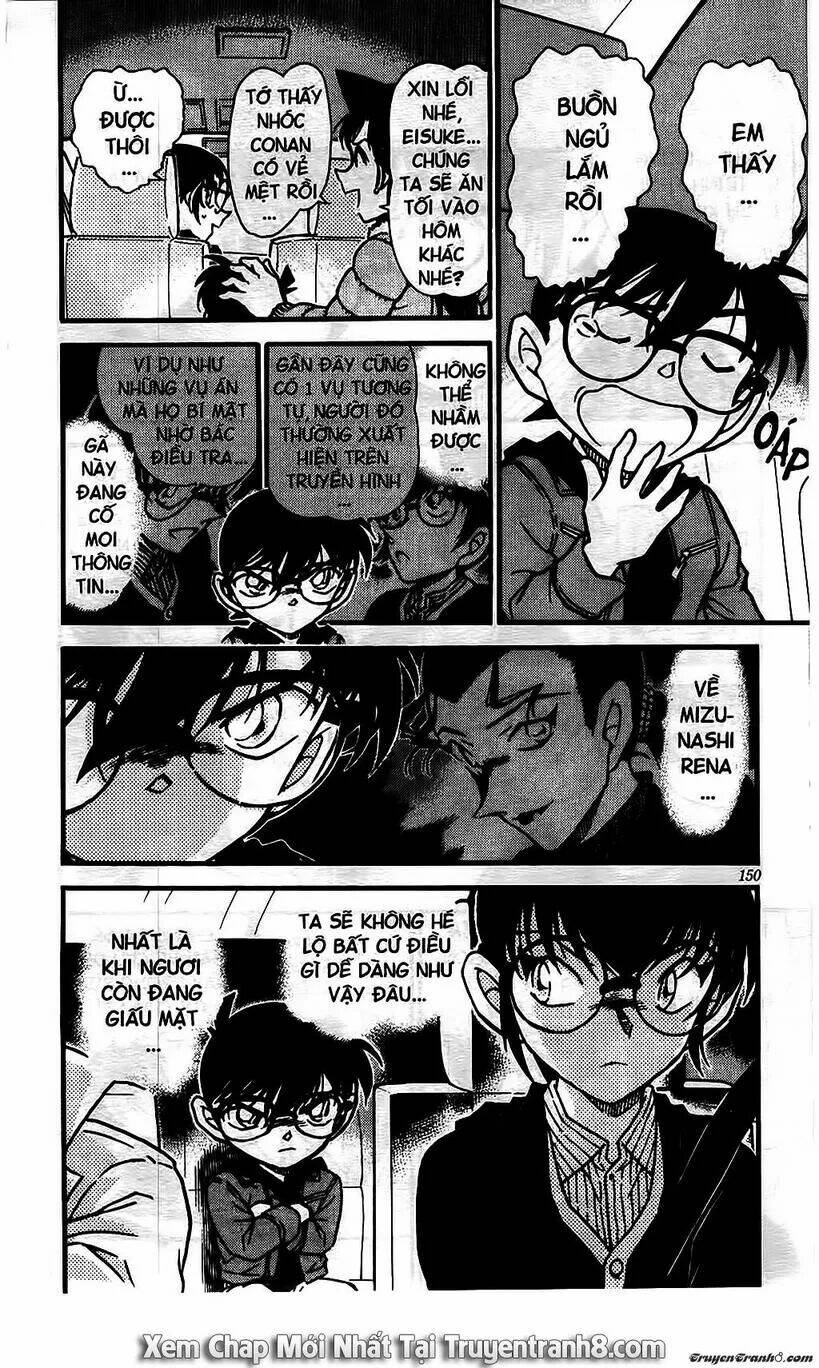 EM
THẤY
...
BUỒN
NGỦ
LẮM
RỒI
...
OÁP
XIN LỖI
NHÉ,
EISUKE...
CHÚNG
TA SẼ ĂN
TỐI VÀO
HÔM
KHÁC
NHÉ?
TỚ THẤY
NHÓC
CONAN
CÓ VẺ
MỆT RỒI
...
Ừ...
ĐƯỢC
THÔI
...
KHÔNG
THỂ
NHẦM
ĐƯỢC
...
GẦN ĐÂY CŨNG
CÓ 1 VỤ TƯƠNG
TỰ, NGƯỜI ĐÓ
THƯỜNG XUẤT
HIỆN TRÊN
TRUYỀN HÌNH
...
VÍ DỤ NHƯ
NHỮNG VỤ ÁN
MÀ HỌ BÍ MẬT
NHỜ BÁC
ĐIỀU TRA...
GÃ
NÀY
ĐANG
CỐ
MOI
THÔNG
TIN...
VỀ
MIZU-
NASHI
RENA
...
150
TA SẼ KHÔNG HÉ
LỘ BẤT CỨ ĐIỀU
GÌ DỄ DÀNG NHƯ
VẬY ĐÂU...
NHẤT LÀ
KHI NGƯƠI
CÒN ĐANG
GIẤU MẶT
...
Xem Chap Mới Nhất Tại Truyentranh8.com
TruyenTranh8.com